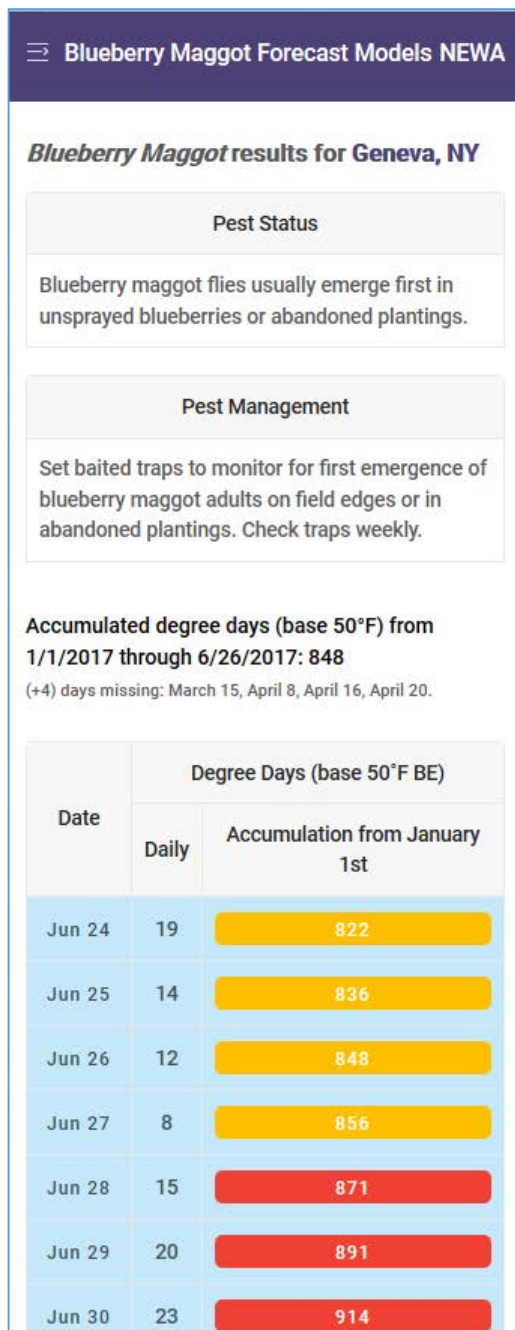 Blueberry Maggot Forecast Models NEWA
Blueberry Maggot results for Geneva, NY
Pest Status
Blueberry maggot flies usually emerge first in
unsprayed blueberries or abandoned plantings.
Pest Management
Set baited traps to monitor for first emergence of
blueberry maggot adults on field edges or in
abandoned plantings. Check traps weekly.
Accumulated degree days (base 50°F) from
1/1/2017 through 6/26/2017: 848
(+4) days missing: March 15, April 8, April 16, April 20.
Date
Degree Days (base 50°F BE)
Daily
Accumulation from January
1st
Jun 24 19 822
Jun 25 14 836
Jun 26 12 848
Jun 27 8 856
Jun 28 15 871
Jun 29 20 891
Jun 30 23 914